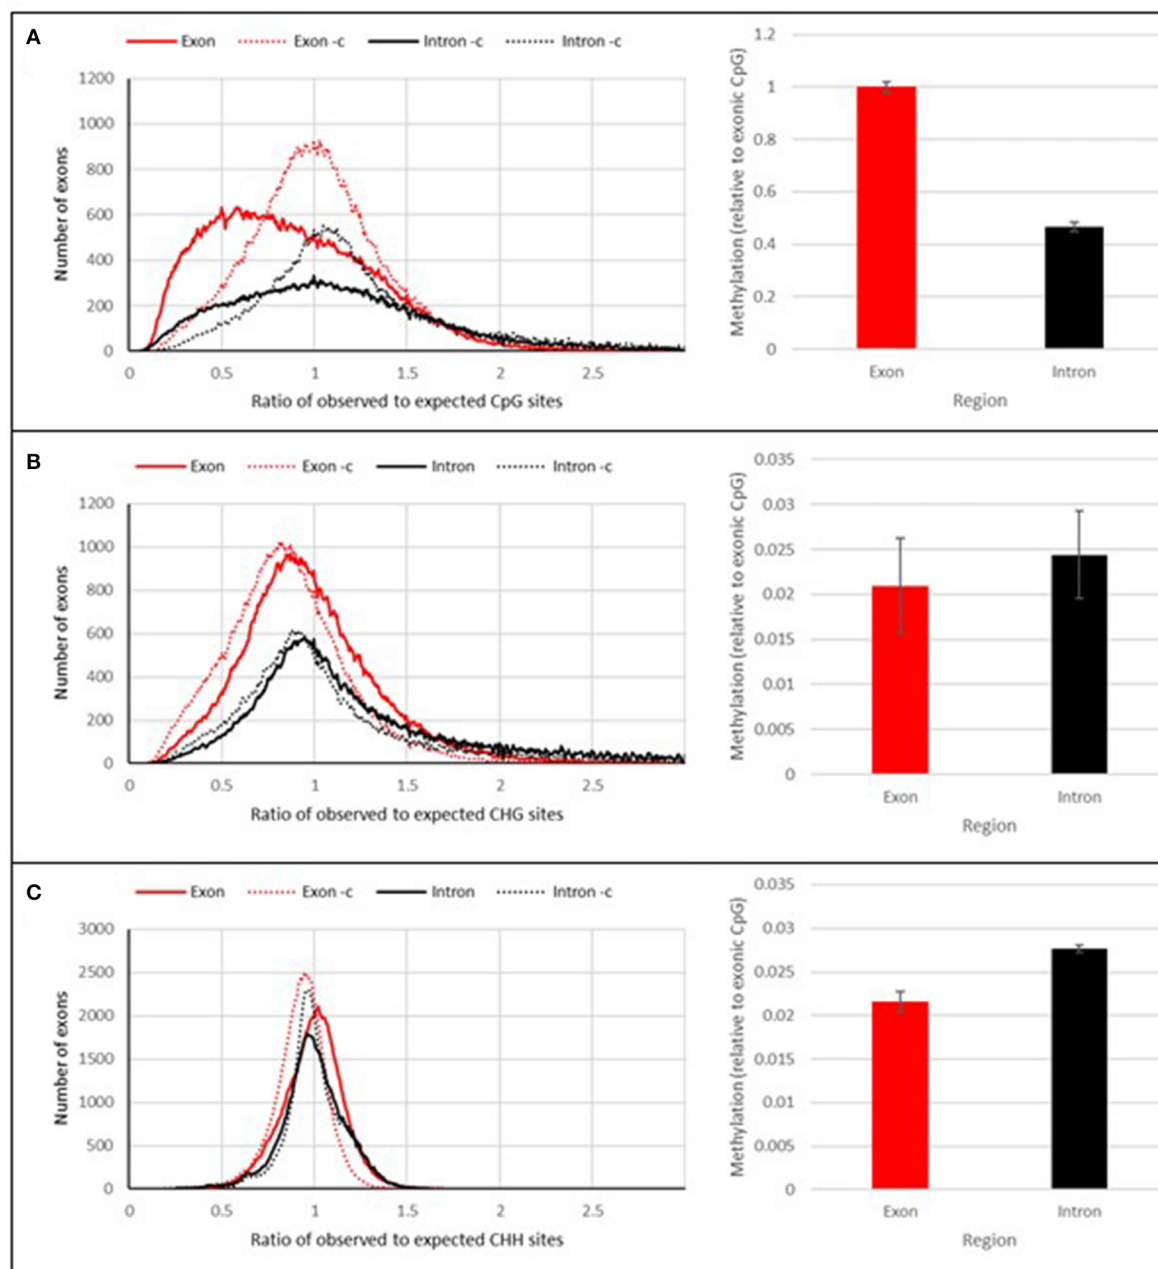 A
Exon Exon -c Intron -c Intron -c
1200
1000
800
600
400
200
0
Number of exons
0 0.5 1 1.5 2 2.5
Ratio of observed to expected CpG sites
1.2
1
0.8
0.6
0.4
0.2
0
Methylation (relative to exonic CpG)
Exon Intron
Region
B
Exon Exon -c Intron Intron -c
1200
1000
800
600
400
200
0
Number of exons
0 0.5 1 1.5 2 2.5
Ratio of observed to expected CHG sites
0.035
0.03
0.025
0.02
0.015
0.01
0.005
0
Methylation (relative to exonic CpG)
Exon Intron
Region
C
Exon Exon -c Intron Intron -c
3000
2500
2000
1500
1000
500
0
Number of exons
0 0.5 1 1.5 2 2.5
Ratio of observed to expected CHH sites
0.035
0.03
0.025
0.02
0.015
0.01
0.005
0
Methylation (relative to exonic CpG)
Exon Intron
Region